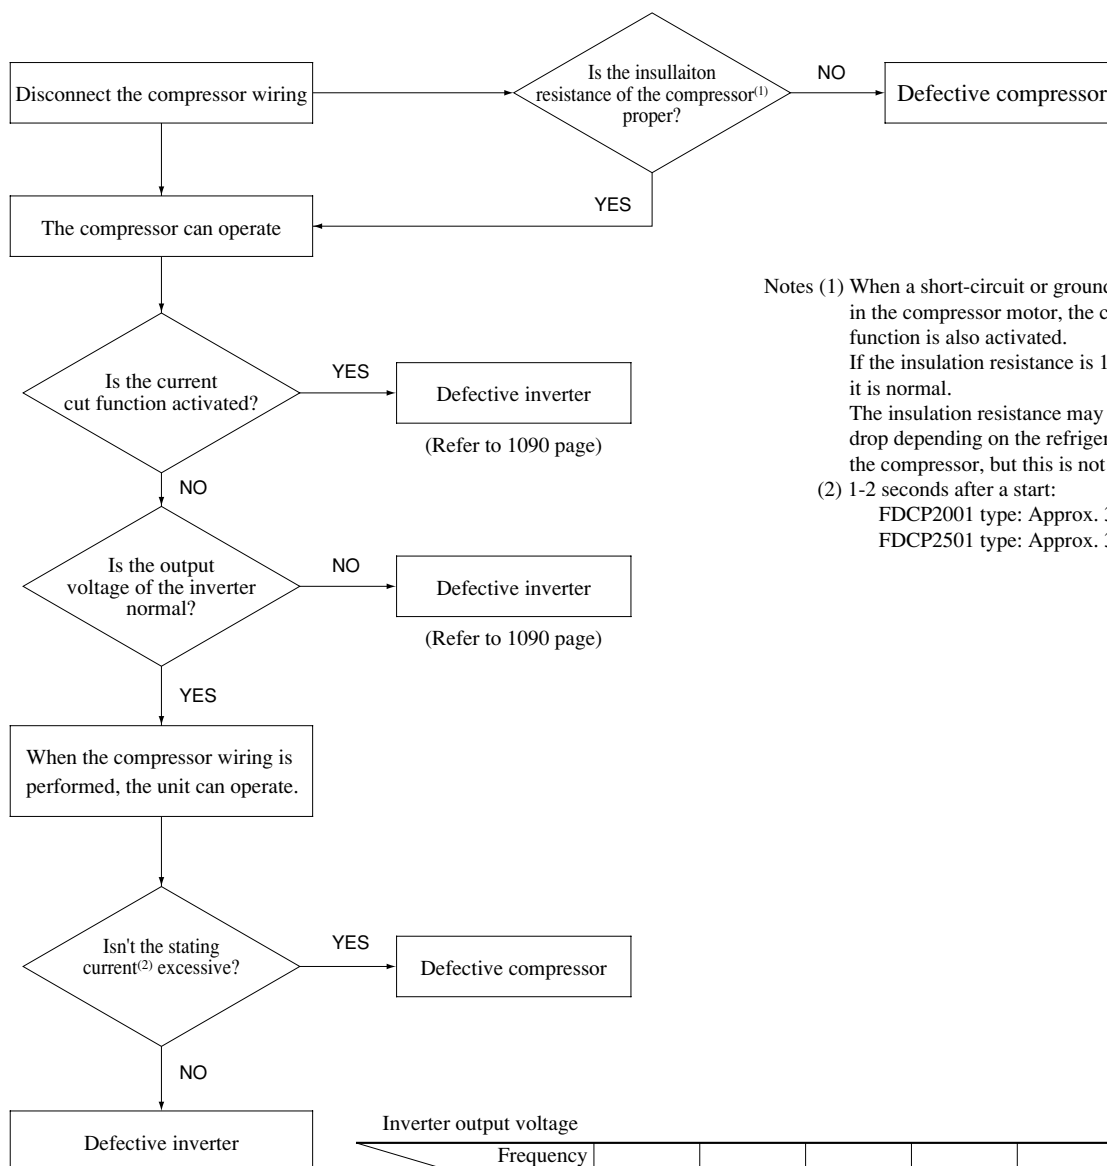 Disconnect the compressor wiring
Is the insullaiton
resistance of the compressor(1)
proper?
NO
Defective compressor
YES
The compressor can operate
Notes (1) When a short-circuit or ground
in the compressor motor, the c
function is also activated.
If the insulation resistance is 1
it is normal.
The insulation resistance may
drop depending on the refriger
the compressor, but this is not
(2) 1-2 seconds after a start:
FDCP2001 type: Approx. 3
FDCP2501 type: Approx. 3
Is the current
cut function activated?
YES
Defective inverter
(Refer to 1090 page)
NO
Is the output
voltage of the inverter
normal?
NO
Defective inverter
(Refer to 1090 page)
YES
When the compressor wiring is
performed, the unit can operate.
Isn't the stating
current(2) excessive?
YES
Defective compressor
NO
Defective inverter
Inverter output voltage
Frequency